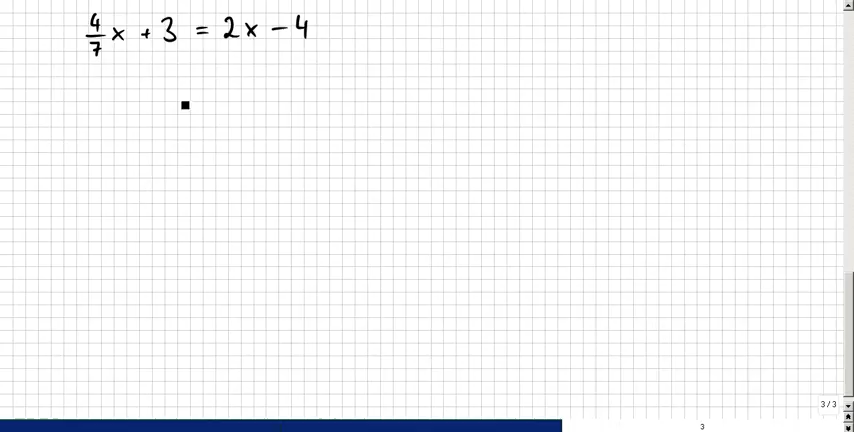 4/7 x + 3 = 2x - 4
3 / 3
3